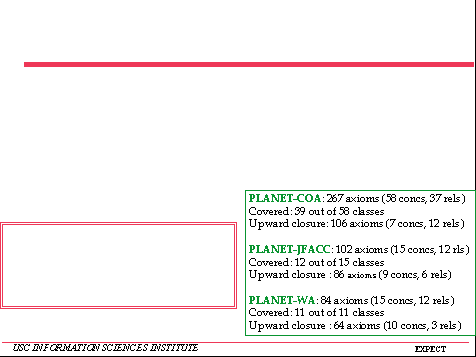 PLANET-COA: 267 axioms (58 concs, 37 rels)
Covered: 39 out of 58 classes
Upward closure: 106 axioms (7 concs, 12 rels)
PLANET-JFACC: 102 axioms (15 concs, 12 rls)
Covered: 12 out of 15 classes
Upward closure : 86 axioms (9 concs, 6 rels)
PLANET-WA: 84 axioms (15 concs, 12 rels)
Covered: 11 out of 11 classes
Upward closure : 64 axioms (10 concs, 3 rels)
USC INFORMATION SCIENCES INSTITUTE
EXPECT